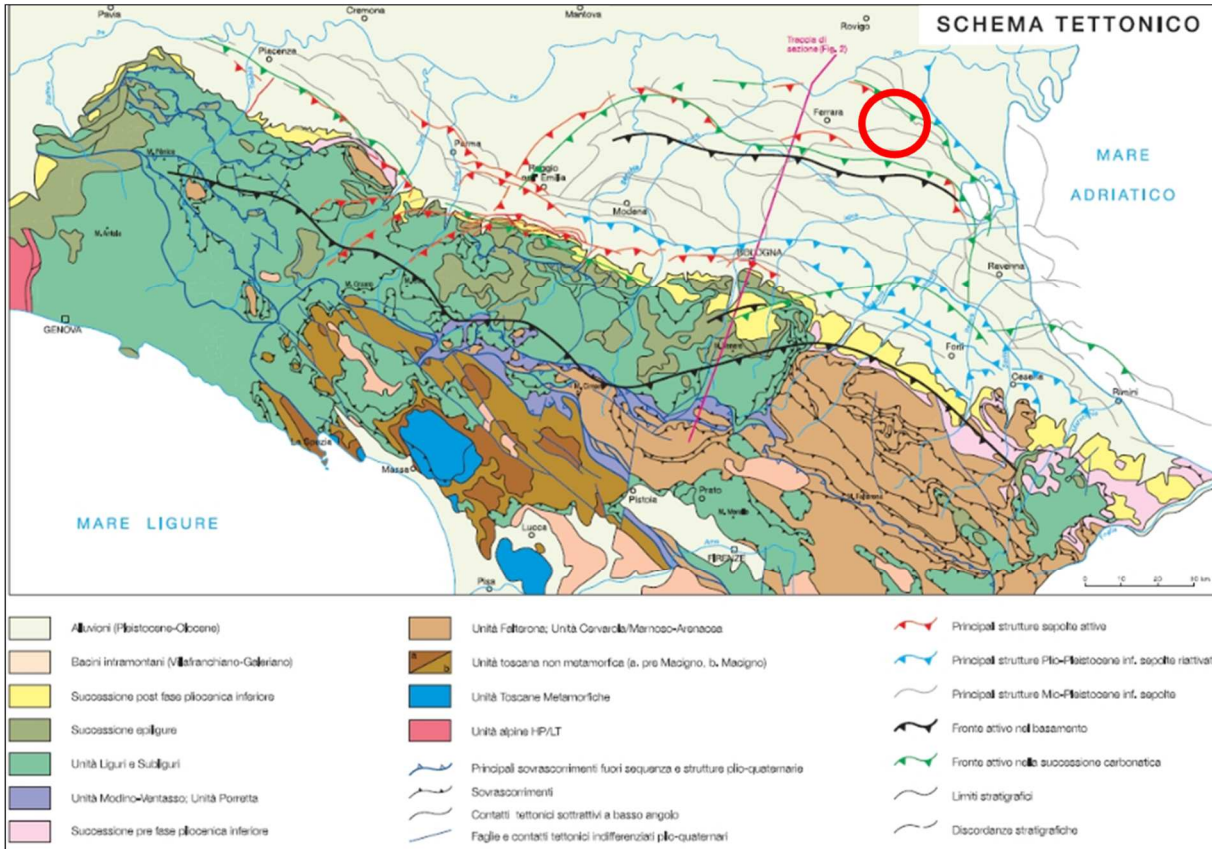 SCHEMA TETTONICO
Pavia
Cremona
Mantova
Rovigo
Piacenza
Traccia di
sezione (Fig. 2)
Ferrara
Parma
Reggio
nell'Emilia
Modena
BOLOGNA
MARE
ADRIATICO
Ravenna
GENOVA
Forlì
Cesena
Rimini
La Spezia
Massa
Pistoia
Prato
Lucca
FIRENZE
Pisa
MARE LIGURE
0 10 20 30 km
Alluvioni (Pleistocene-Olocene)
Bacini intramontani (Villafranchiano-Galeriano)
Successione post fase pliocenica inferiore
Successione epiligure
Unità Liguri e Subliguri
Unità Modino-Ventasso; Unità Porretta
Successione pre fase pliocenica inferiore
Unità Falterona; Unità Cervarola/Marnoso-Arenacea
a
b
Unità toscana non metamorfica (a. pre Macigno, b. Macigno)
Unità Toscane Metamorfiche
Unità alpine HP/LT
Principali sovrascorrimenti fuori sequenza e strutture plio-quaternarie
Sovrascorrimenti
Contatti tettonici sottrattivi a basso angolo
Faglie e contatti tettonici indifferenziati plio-quaternari
Principali strutture sepolte attive
Principali strutture Plio-Pleistocene inf. sepolte riattivat
Principali strutture Mio-Pleistocene inf. sepolte
Fronte attivo nel basamento
Fronte attivo nella successione carbonatica
Limiti stratigrafici
Discordanze stratigrafiche